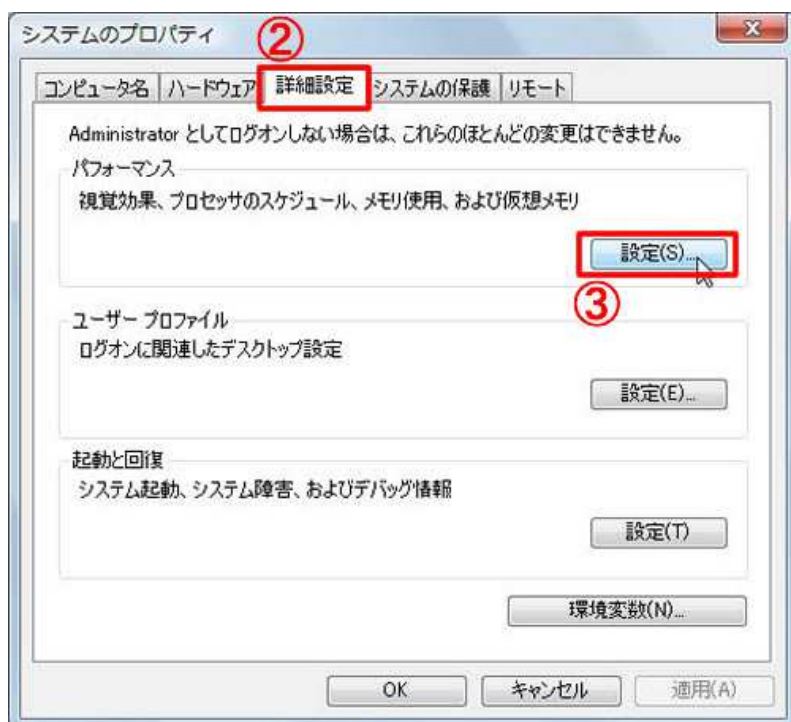 システムのプロパティ
②
コンピュータ名 ハードウェア 詳細設定 システムの保護 リモート
Administrator としてログオンしない場合は、これらのほとんどの変更はできません。
パフォーマンス
視覚効果、プロセッサのスケジュール、メモリ使用、および仮想メモリ
設定(S)...
③
ユーザー プロファイル
ログオンに関連したデスクトップ設定
設定(E)...
起動と回復
システム起動、システム障害、およびデバッグ情報
設定(T)
環境変数(N)...
OK キャンセル 適用(A)